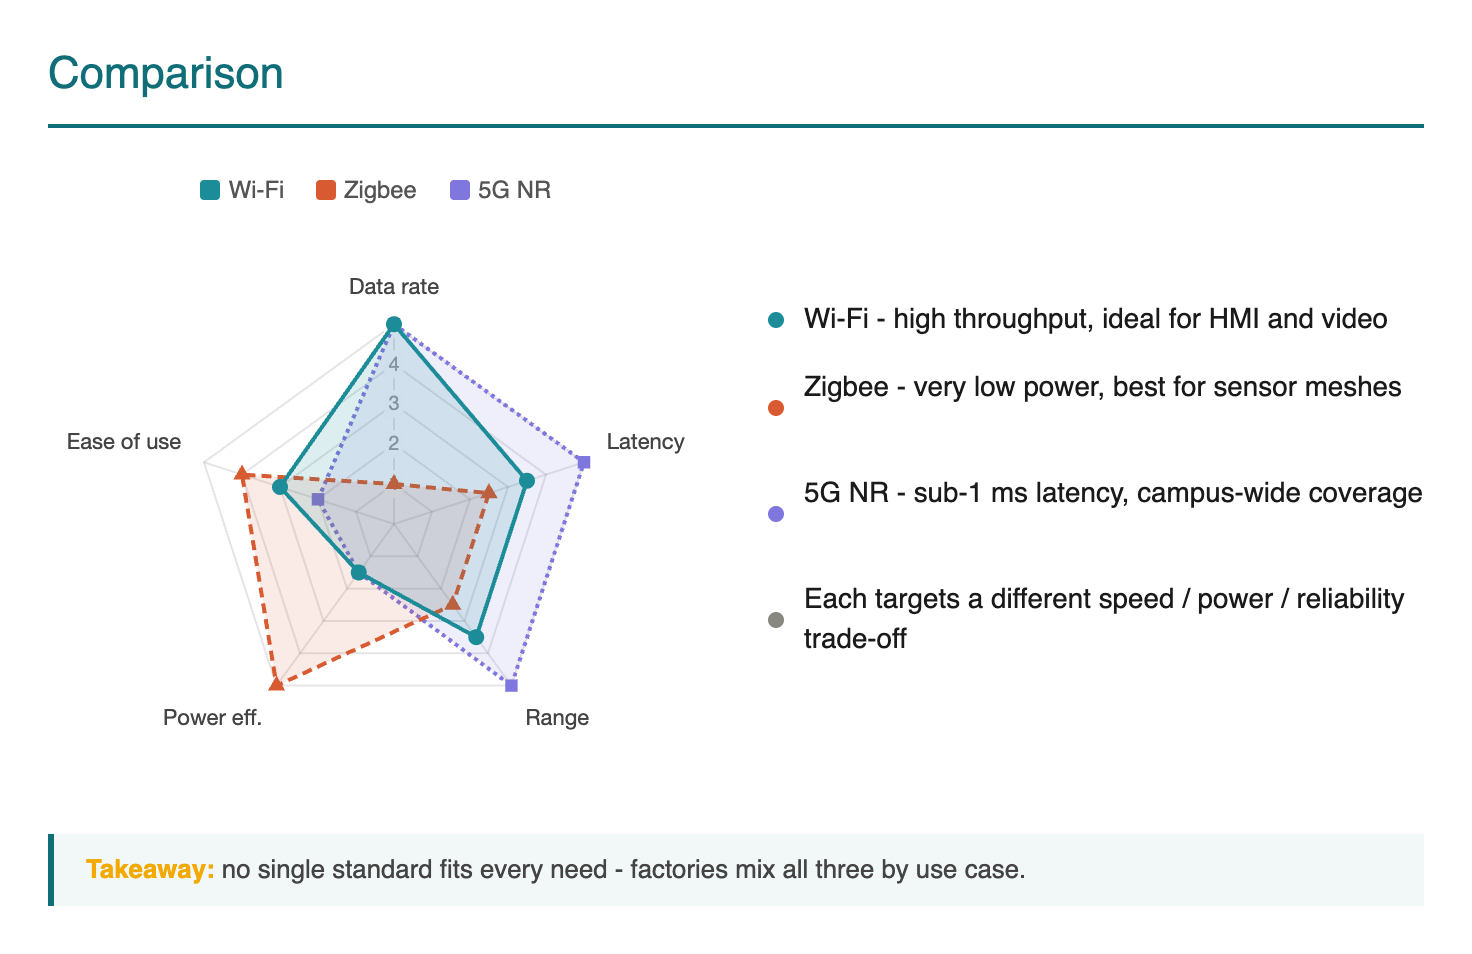 Comparison
Wi-Fi Zigbee 5G NR
Data rate
4
3
2
Ease of use
Latency
Power eff.
Range
Wi-Fi - high throughput, ideal for HMI and video
Zigbee - very low power, best for sensor meshes
5G NR - sub-1 ms latency, campus-wide coverage
Each targets a different speed / power / reliability
trade-off
Takeaway: no single standard fits every need - factories mix all three by use case.